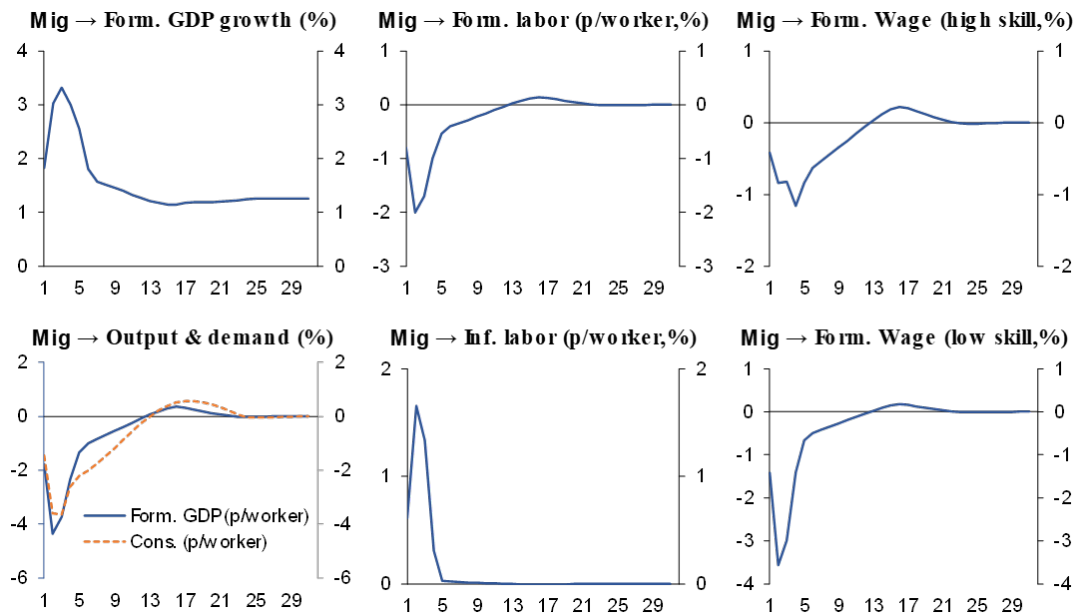 Mig → Form. GDP growth (%)
4 4
3 3
2 2
1 1
0 0
1 5 9 13 17 21 25 29
Mig → Form. labor (p/worker,%)
1 1
0 0
-1 -1
-2 -2
-3 -3
1 5 9 13 17 21 25 29
Mig → Form. Wage (high skill,%)
1 1
0 0
-1 -1
-2 -2
1 5 9 13 17 21 25 29
Mig → Output & demand (%)
2 2
0 0
-2 -2
-4 -4
-6 -6
Form. GDP (p/worker)
Cons. (p/worker)
1 5 9 13 17 21 25 29
Mig → Inf. labor (p/worker,%)
2 2
1 1
0 0
1 5 9 13 17 21 25 29
Mig → Form. Wage (low skill,%)
1 1
0 0
-1 -1
-2 -2
-3 -3
-4 -4
1 5 9 13 17 21 25 29